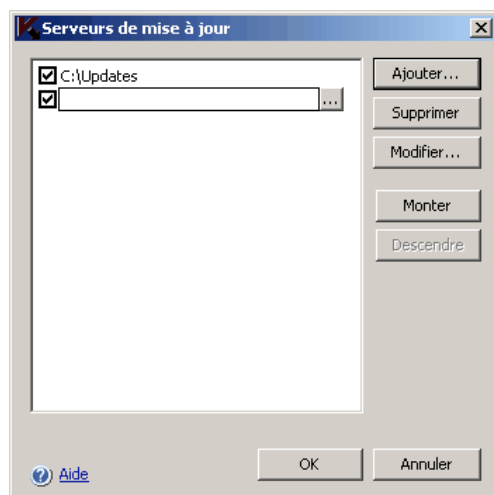 Serveurs de mise à jour
C:\Updates
...
Ajouter...
Supprimer
Modifier...
Monter
Descendre
Aide
OK
Annuler